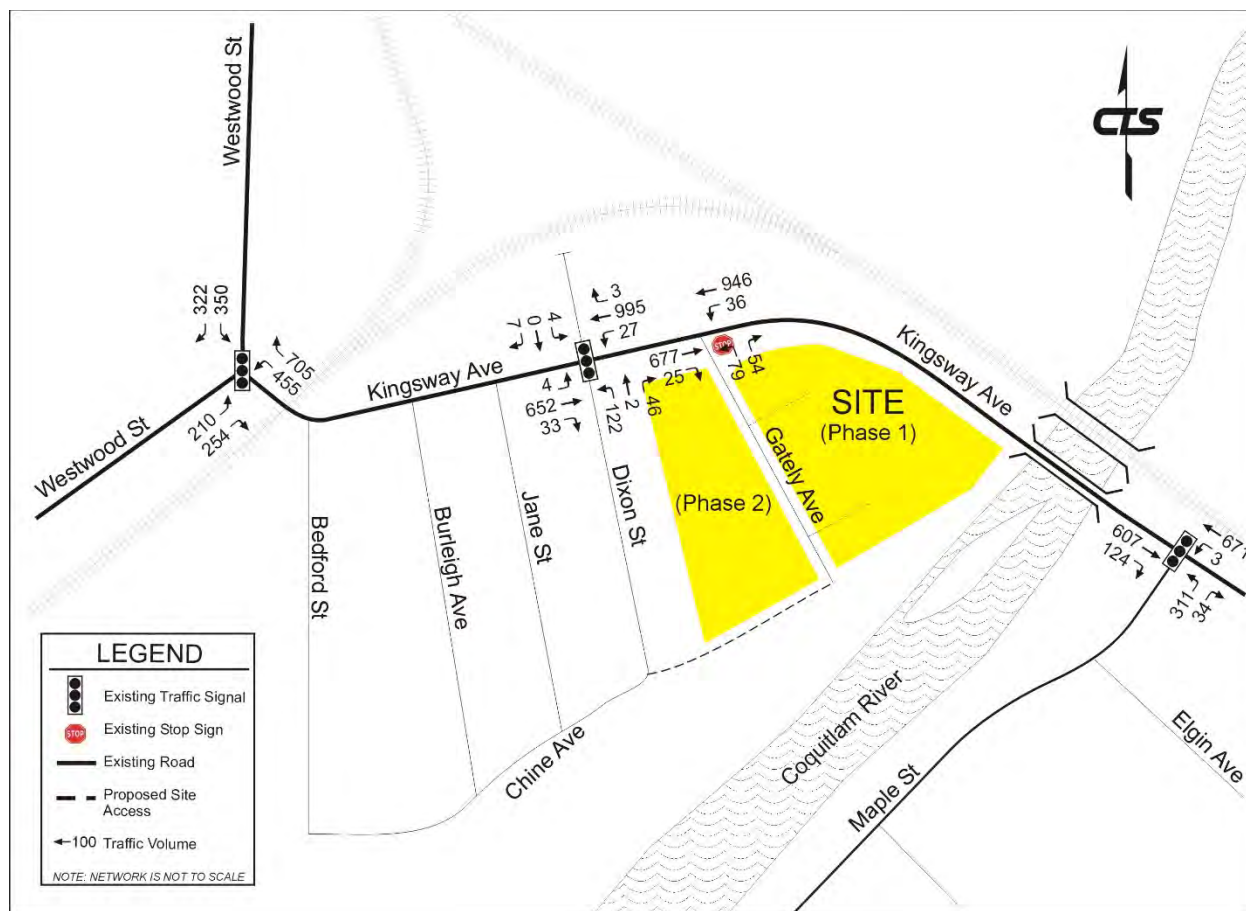 Westwood St
CTS
322
350
705
455
210
254
Westwood St
Kingsway Ave
7
0
4
3
995
27
4
652
33
122
2
46
946
36
677
25
STOP
79
54
Kingsway Ave
SITE
(Phase 1)
(Phase 2)
Gately Ave
Dixon St
Jane St
Burleigh Ave
Bedford St
Chine Ave
607
124
671
3
311
34
Coquitlam River
Maple St
Elgin Ave
LEGEND
Existing Traffic Signal
STOP
Existing Stop Sign
Existing Road
Proposed Site
Access
100 Traffic Volume
NOTE: NETWORK IS NOT TO SCALE